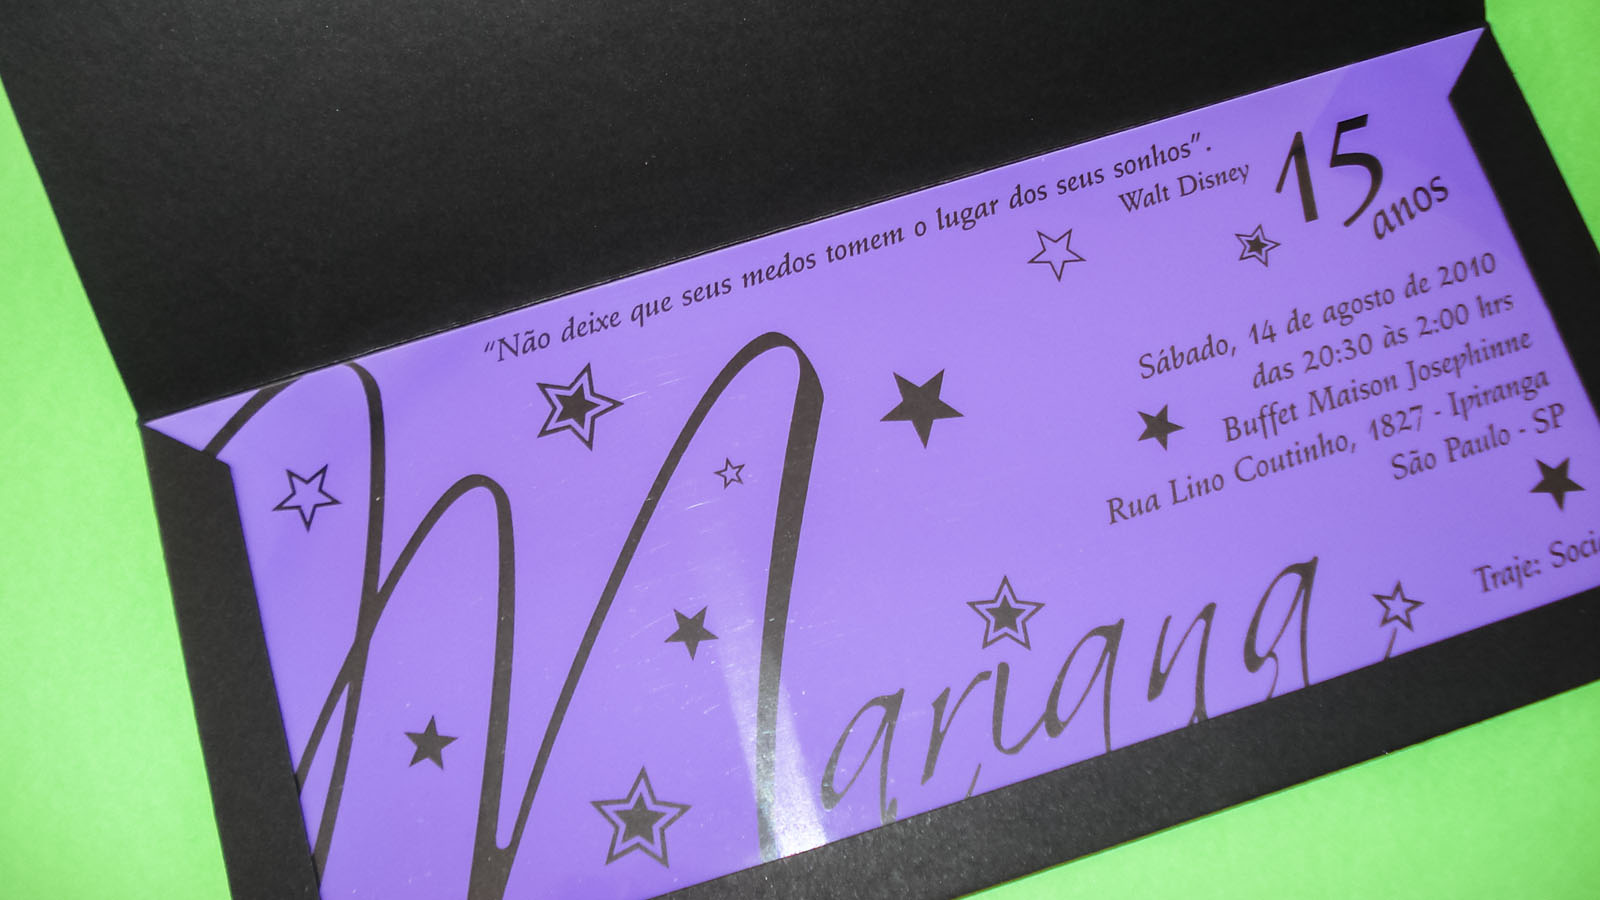 "Não deixe que seus medos tomem o lugar dos seus sonhos".
Walt Disney
15
anos
Sábado, 14 de agosto de 2010
das 20:30 às 2:00 hrs
Buffet Maison Josephinne
Rua Lino Coutinho, 1827 - Ipiranga
São Paulo - SP
Traje:
Mariana